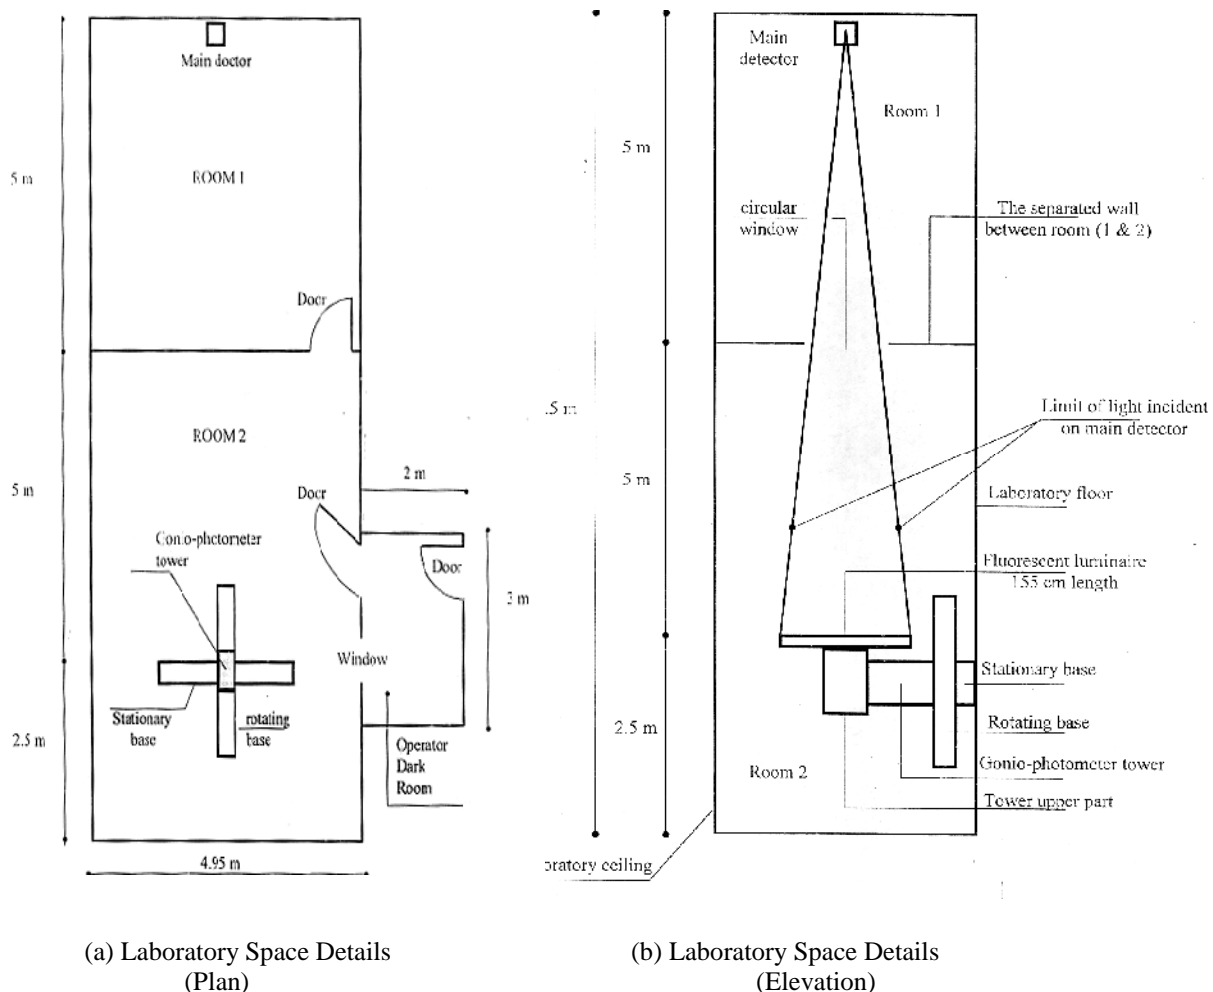 Main doctor
5 m
ROOM 1
Door
ROOM 2
2 m
5 m
Door
Gonio-photometer
tower
Door
3 m
Window
Stationary
base
rotating
base
2.5 m
Operator
Dark
Room
4.95 m
(a) Laboratory Space Details
(Plan)
Main
detector
Room 1
5 m
circular
window
The separated wall
between room (1 & 2)
.5 m
Limit of light incident
on main detector
5 m
Laboratory floor
Fluorescent luminaire
155 cm length
Stationary base
Rotating base
2.5 m
Gonio-photometer tower
Room 2
Tower upper part
oratory ceiling
(b) Laboratory Space Details
(Elevation)